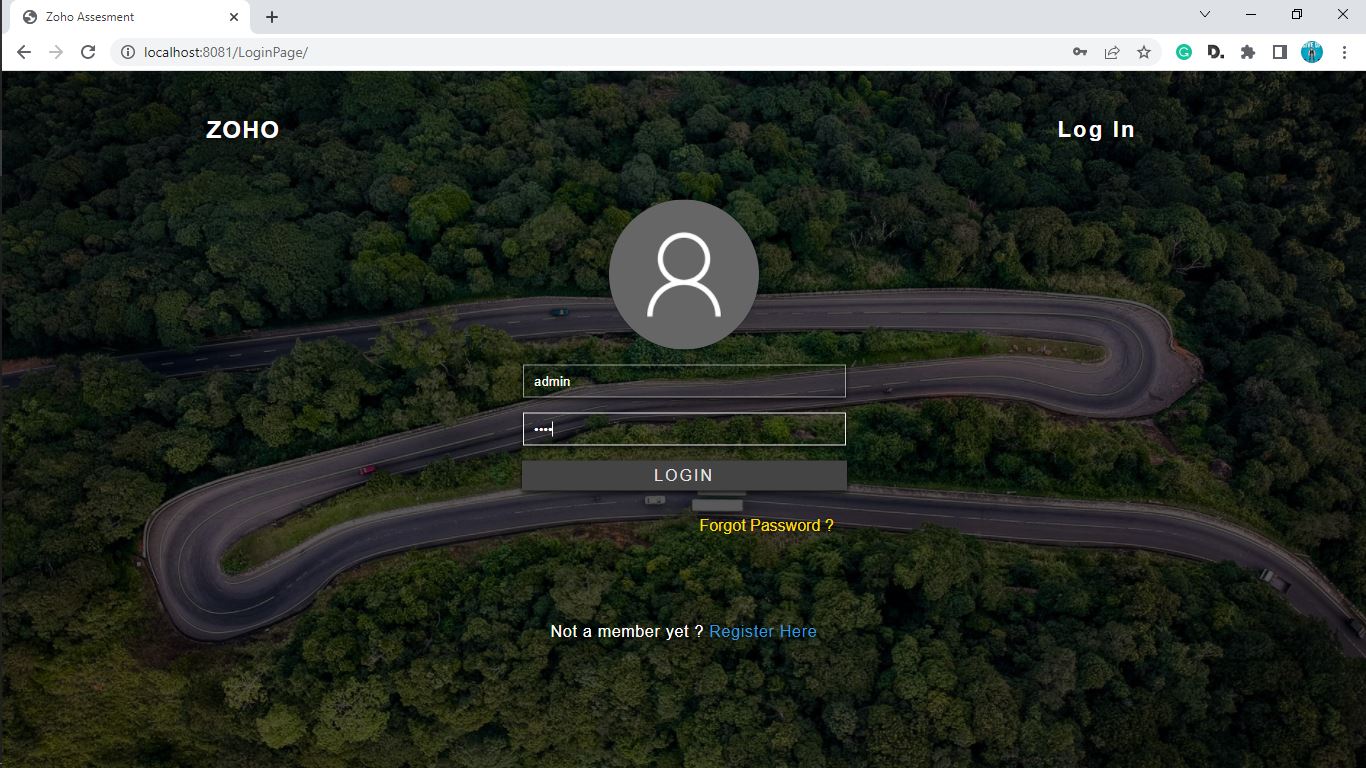 Zoho Assesment
localhost:8081/LoginPage/
ZOHO
Log In
admin
••••
LOGIN
Forgot Password ?
Not a member yet ? Register Here